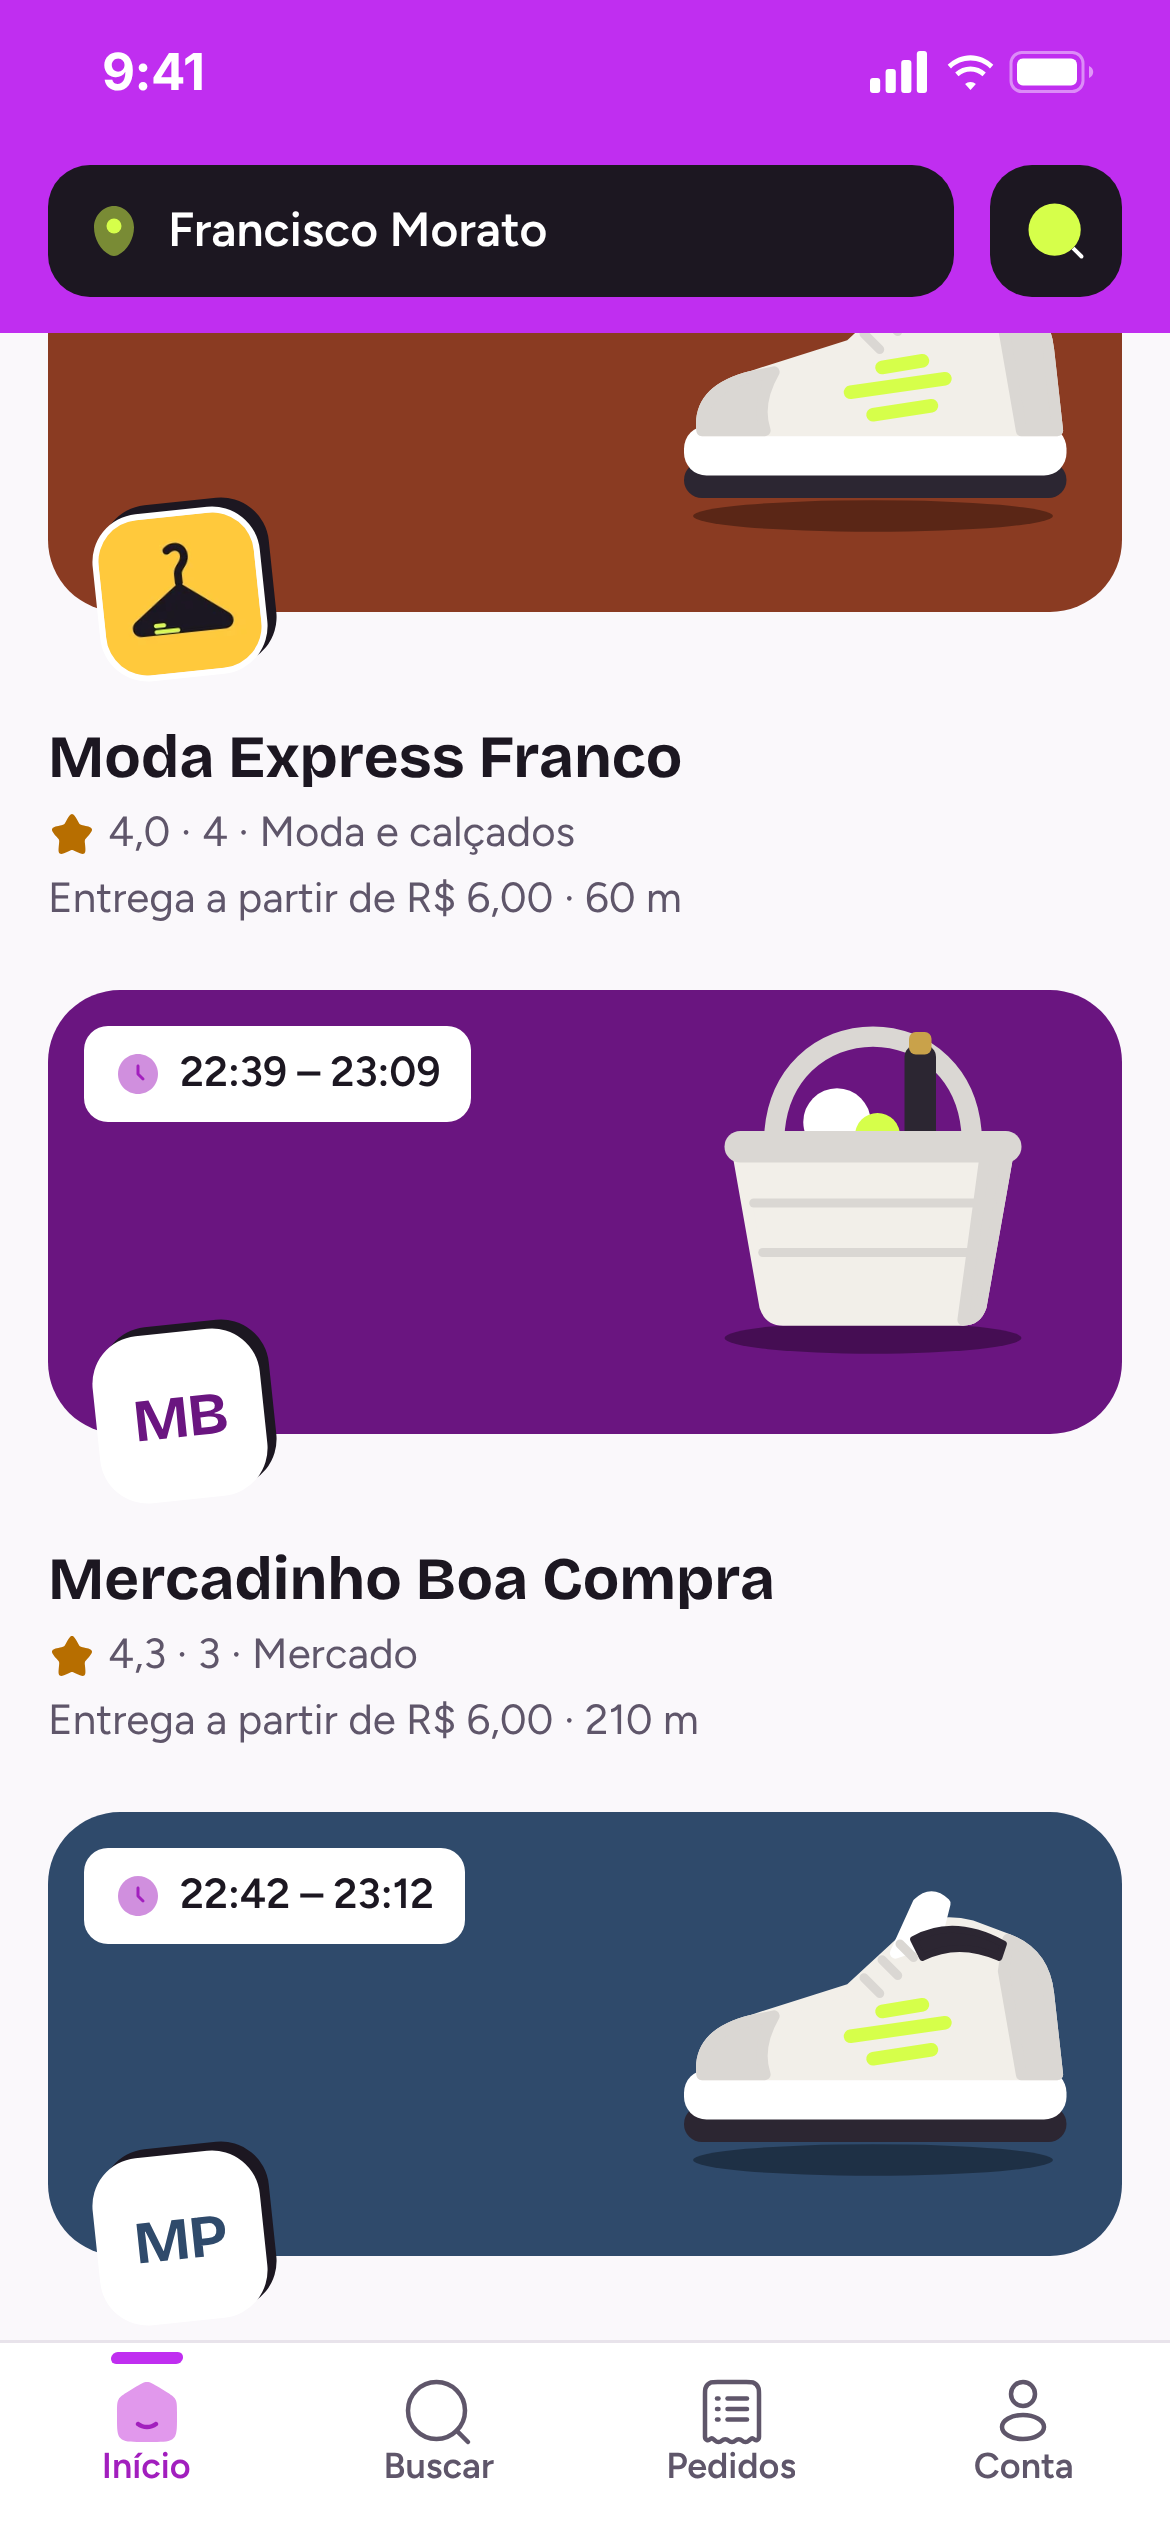 9:41
Francisco Morato
Moda Express Franco
4,0 · 4 · Moda e calçados
Entrega a partir de R$ 6,00 · 60 m
22:39 – 23:09
MB
Mercadinho Boa Compra
4,3 · 3 · Mercado
Entrega a partir de R$ 6,00 · 210 m
22:42 – 23:12
MP
Início
Buscar
Pedidos
Conta